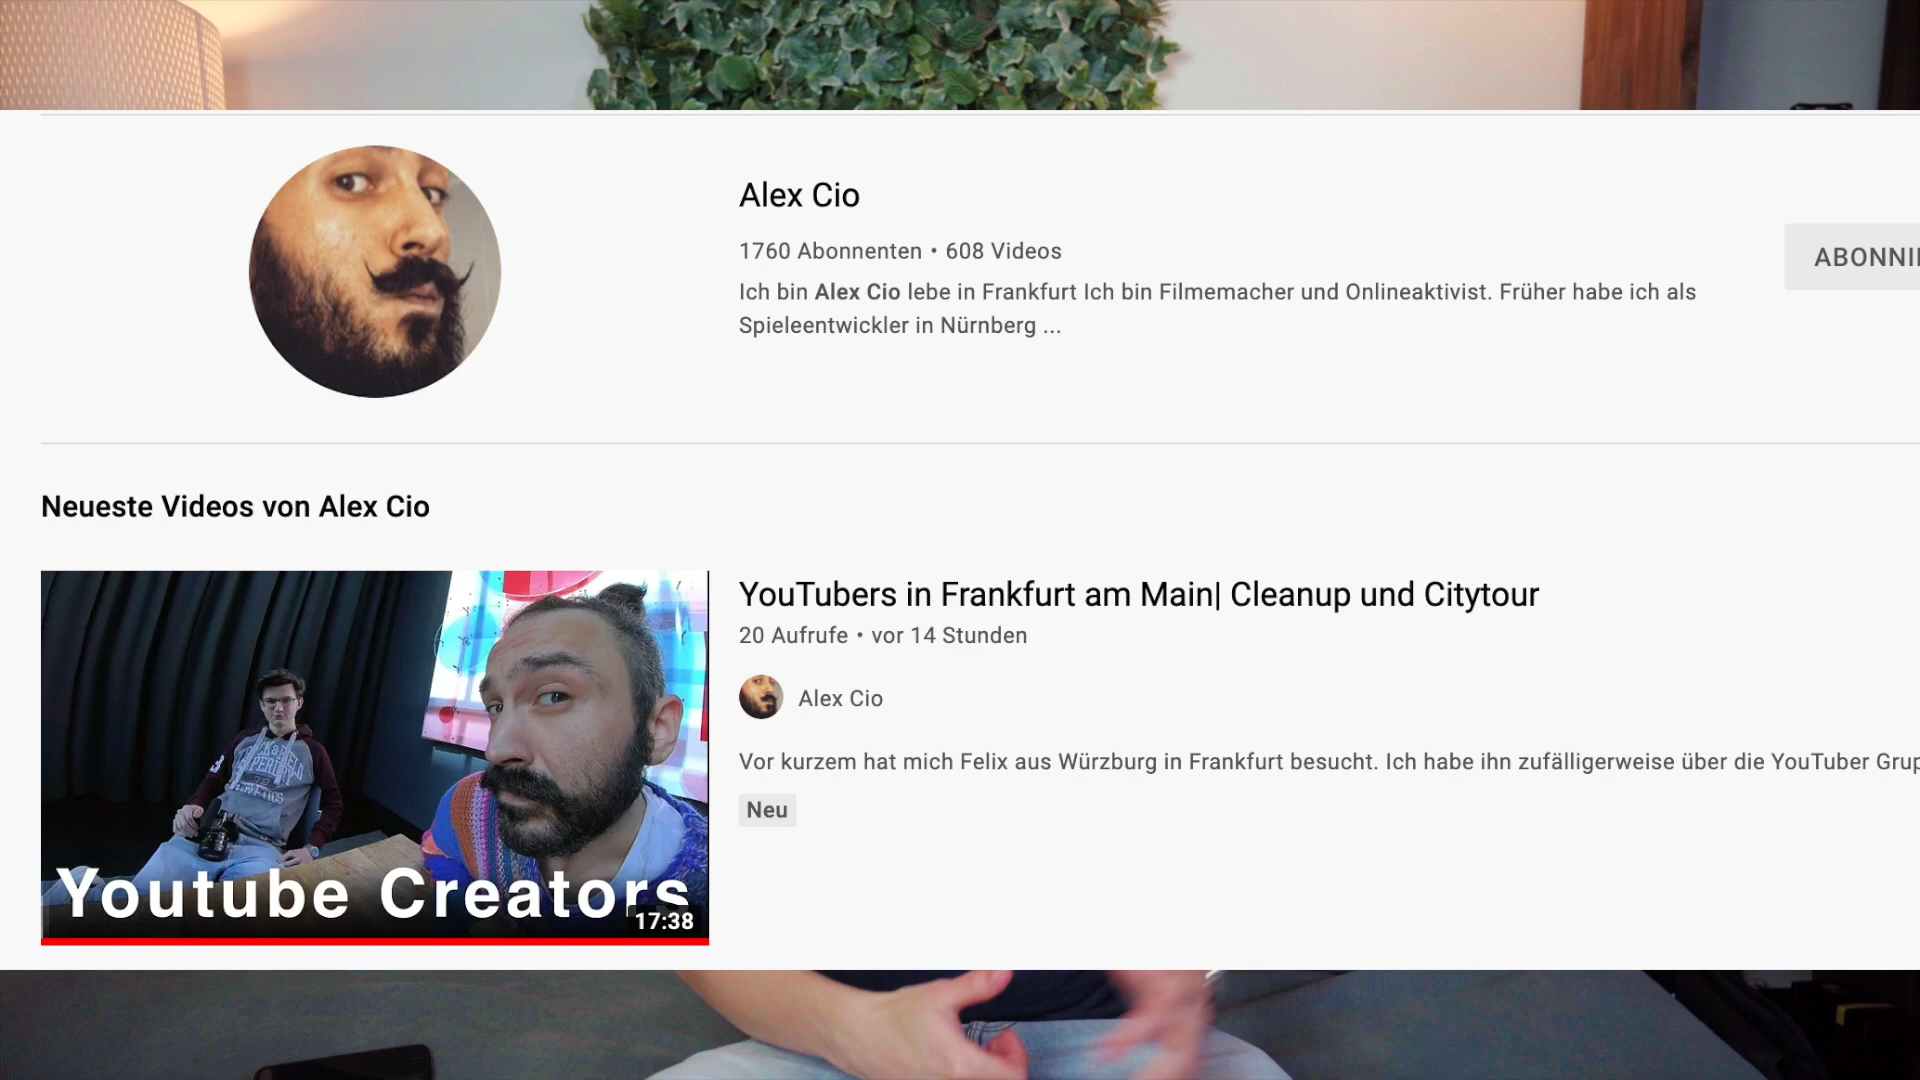 Alex Cio
1760 Abonnenten • 608 Videos
Ich bin Alex Cio lebe in Frankfurt Ich bin Filmemacher und Onlineaktivist. Früher habe ich als
Spieleentwickler in Nürnberg ...
ABONNI
Neueste Videos von Alex Cio
Youtube Creators
17:38
YouTubers in Frankfurt am Main| Cleanup und Citytour
20 Aufrufe • vor 14 Stunden
Alex Cio
Vor kurzem hat mich Felix aus Würzburg in Frankfurt besucht. Ich habe ihn zufälligerweise über die YouTuber Grup
Neu